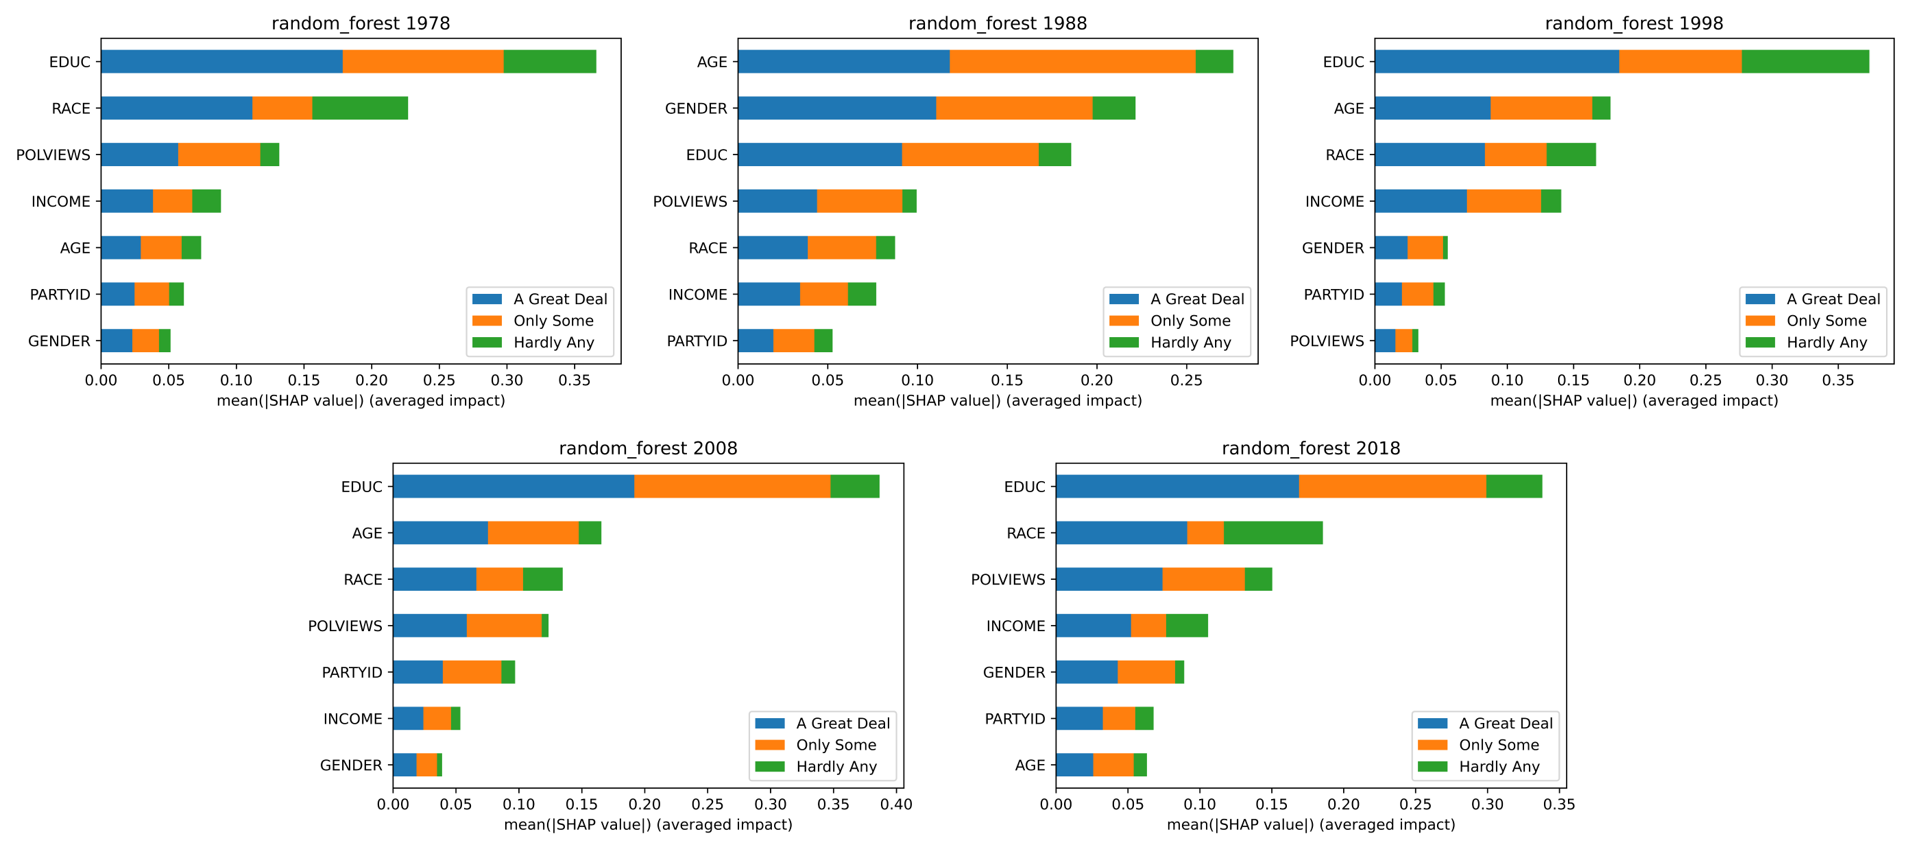 random_forest 1978
EDUC
RACE
POLVIEWS
INCOME
AGE
PARTYID
GENDER
A Great Deal
Only Some
Hardly Any
0.00 0.05 0.10 0.15 0.20 0.25 0.30 0.35
mean(|SHAP value|) (averaged impact)
random_forest 1988
AGE
GENDER
EDUC
POLVIEWS
RACE
INCOME
PARTYID
A Great Deal
Only Some
Hardly Any
0.00 0.05 0.10 0.15 0.20 0.25
mean(|SHAP value|) (averaged impact)
random_forest 1998
EDUC
AGE
RACE
INCOME
GENDER
PARTYID
POLVIEWS
A Great Deal
Only Some
Hardly Any
0.00 0.05 0.10 0.15 0.20 0.25 0.30 0.35
mean(|SHAP value|) (averaged impact)
random_forest 2008
EDUC
AGE
RACE
POLVIEWS
PARTYID
INCOME
GENDER
A Great Deal
Only Some
Hardly Any
0.00 0.05 0.10 0.15 0.20 0.25 0.30 0.35 0.40
mean(|SHAP value|) (averaged impact)
random_forest 2018
EDUC
RACE
POLVIEWS
INCOME
GENDER
PARTYID
AGE
A Great Deal
Only Some
Hardly Any
0.00 0.05 0.10 0.15 0.20 0.25 0.30 0.35
mean(|SHAP value|) (averaged impact)